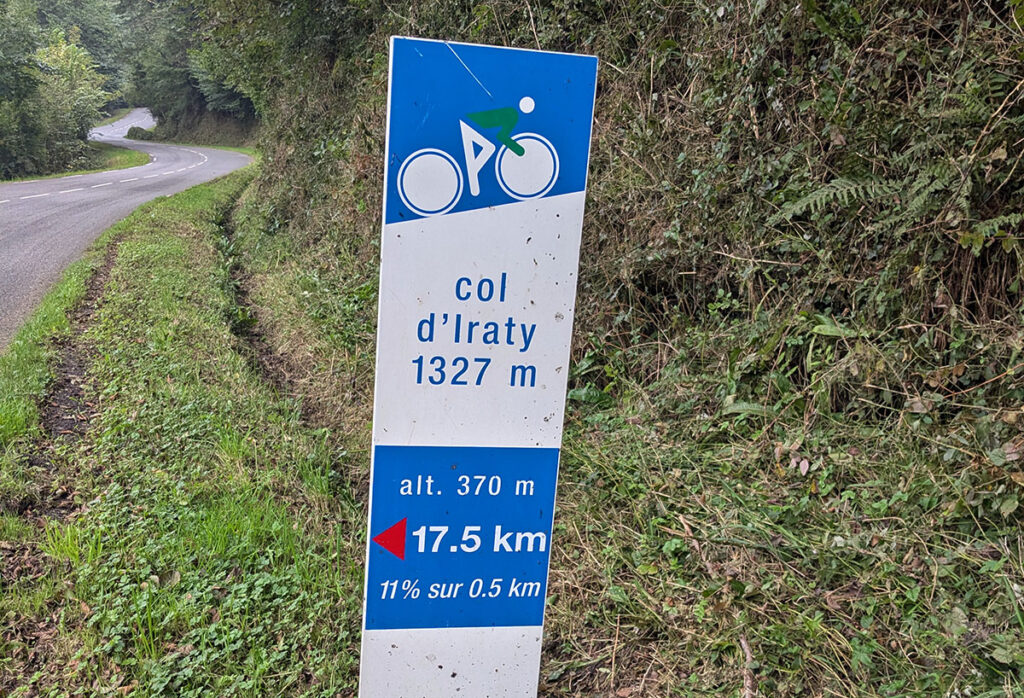 col
d'Iraty
1327 m
alt. 370 m
17.5 km
11% sur 0.5 km